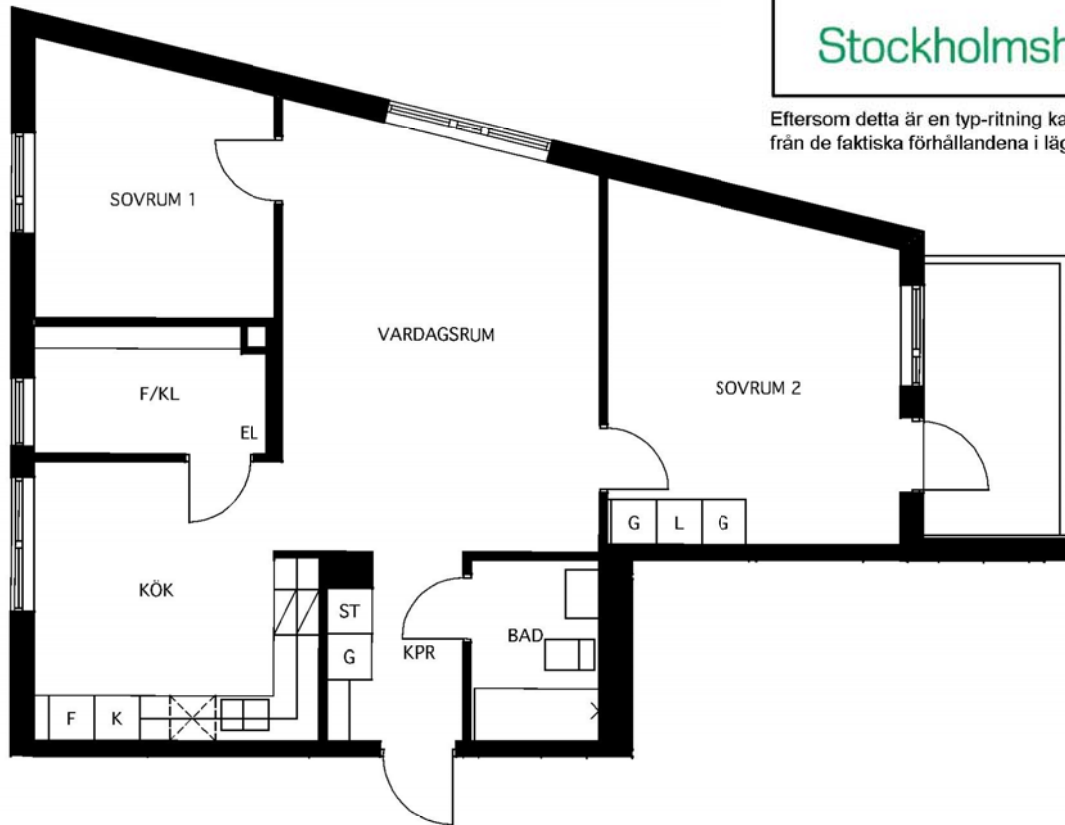 Stockholmsh
Eftersom detta är en typ-ritning ka
från de faktiska förhållandena i läg
SOVRUM 1
VARDAGSRUM
SOVRUM 2
F/KL
EL
G L G
KÖK
ST
BAD
KPR
G
F K